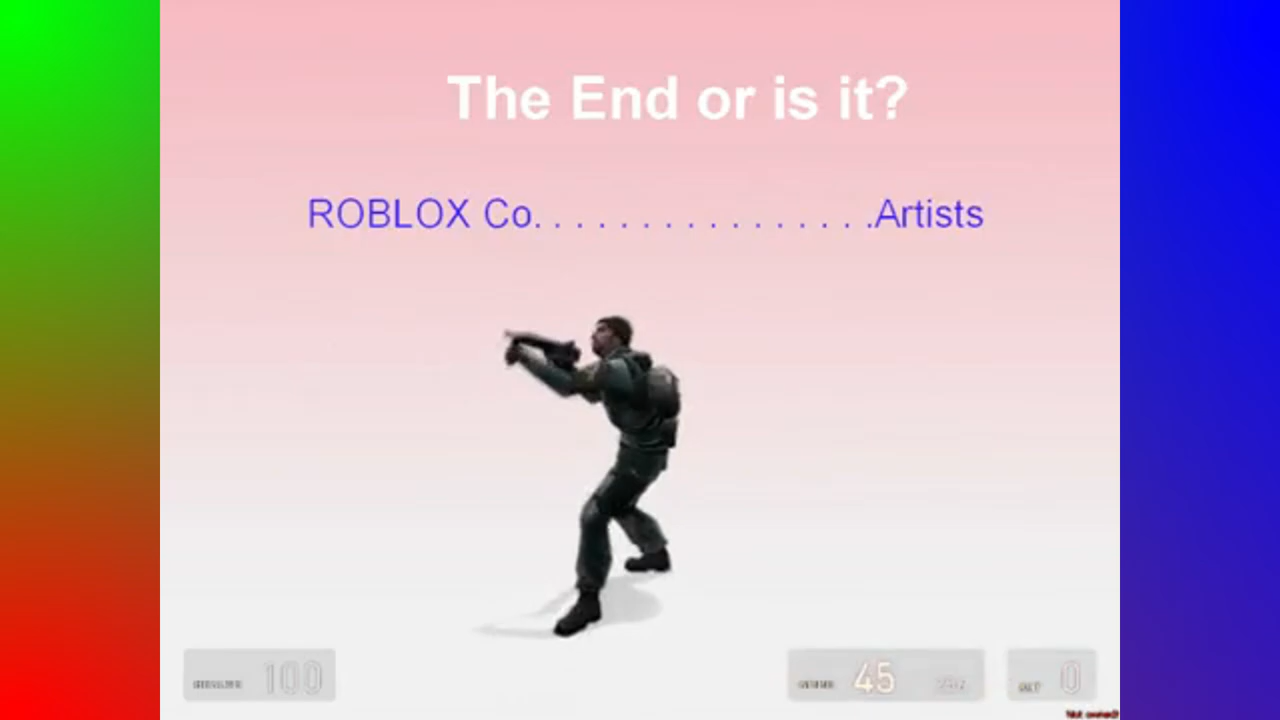 The End or is it?
ROBLOX Co. . . . . . . . . . . . . . . . .Artists
100
45
0